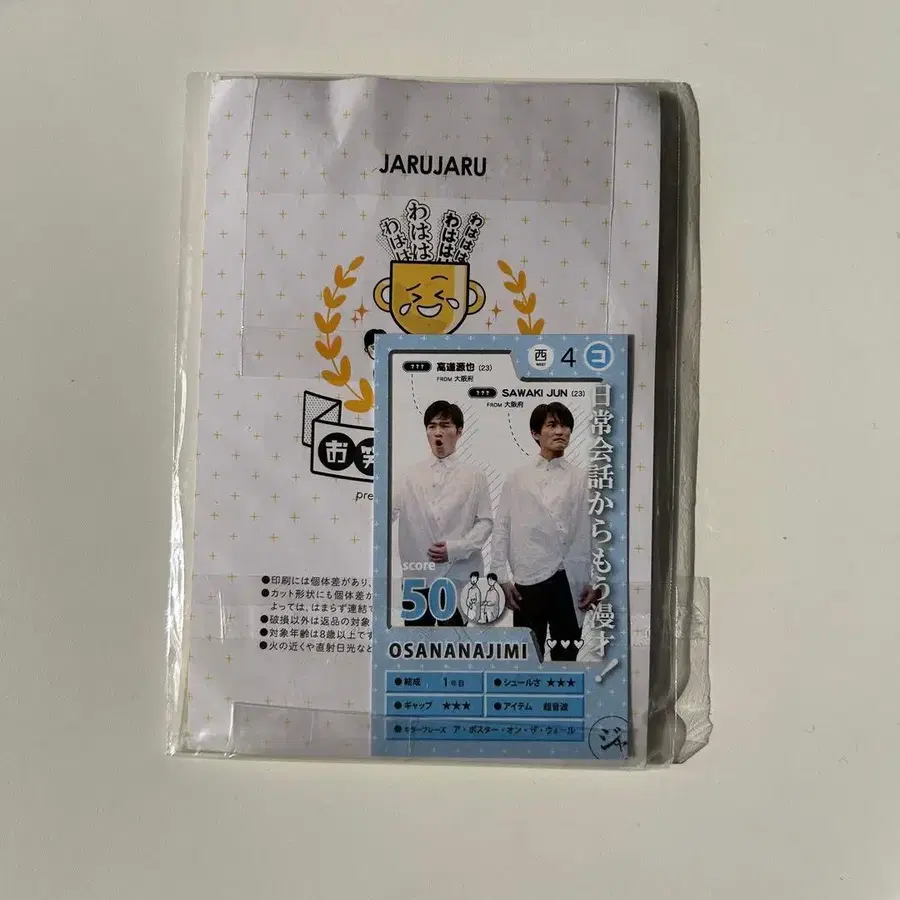 JARUJARU
わはは
わはは
わはは
わははは
お笑
pre
●印刷には個体差があり、
●カット形状にも個体差が
よっては、はまらず連結で
●破損以外は返品の対象
●対象年齢は8歳以上です
●火の近くや直射日光など
西 4 コ
WEST
??? 高道源也 (23)
FROM 大阪府
??? SAWAKI JUN (23)
FROM 大阪府
日常会話からもう漫才！
score
50
OSANANAJIMI
●結成 1年目
●シュールさ ★★★
●ギャップ ★★★
●アイテム 超音波
●キラーフレーズ ア・ポスター・オン・ザ・ウォール
ジャ